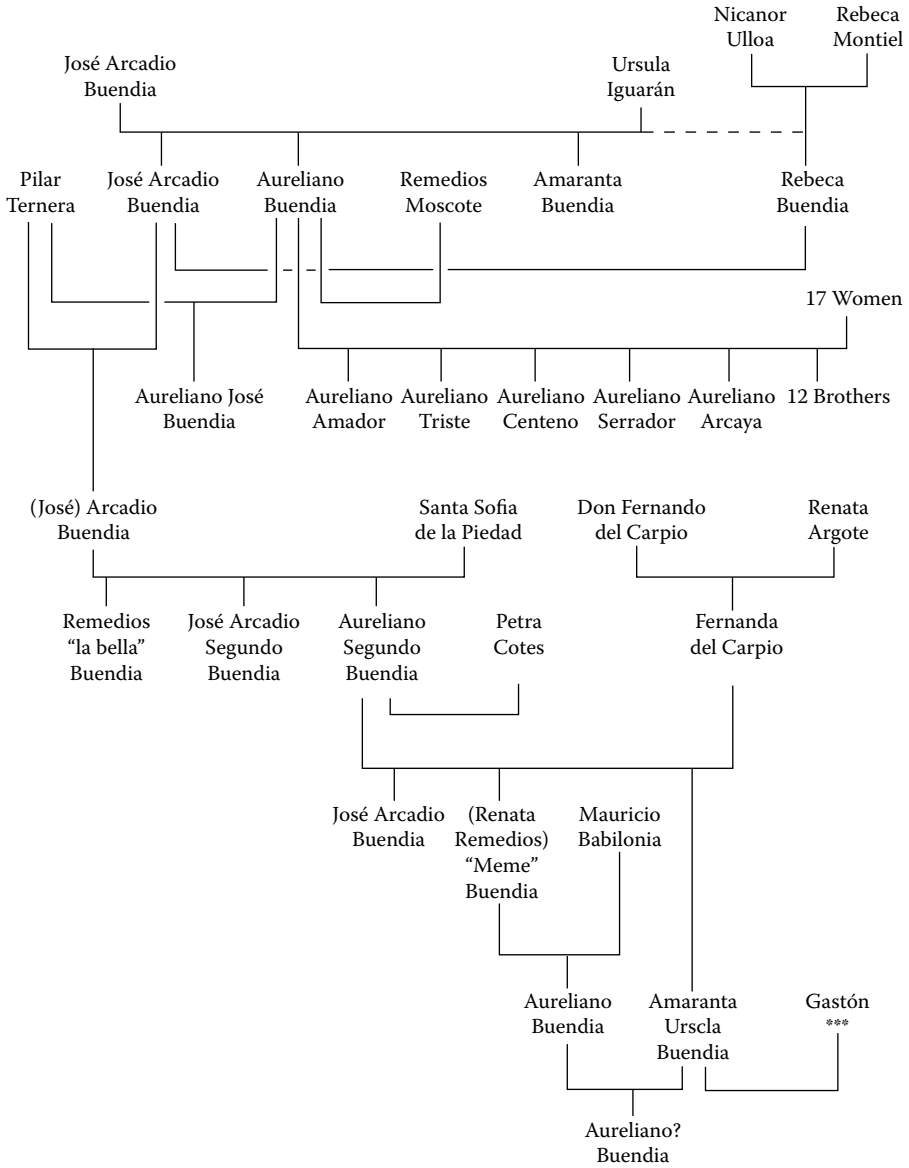 Nicanor
Ulloa
Rebeca
Montiel
José Arcadio
Buendia
Ursula
Iguarán
Pilar
Ternera
José Arcadio
Buendia
Aureliano
Buendia
Remedios
Moscote
Amaranta
Buendia
Rebeca
Buendia
17 Women
Aureliano José
Buendia
Aureliano
Amador
Aureliano
Triste
Aureliano
Centeno
Aureliano
Serrador
Aureliano
Arcaya
12 Brothers
(José) Arcadio
Buendia
Santa Sofia
de la Piedad
Don Fernando
del Carpio
Renata
Argote
Remedios
“la bella”
Buendia
José Arcadio
Segundo
Buendia
Aureliano
Segundo
Buendia
Petra
Cotes
Fernanda
del Carpio
José Arcadio
Buendia
(Renata
Remedios)
“Meme”
Buendia
Mauricio
Babilonia
Aureliano
Buendia
Amaranta
Urscla
Buendia
Gastón
***
Aureliano?
Buendia